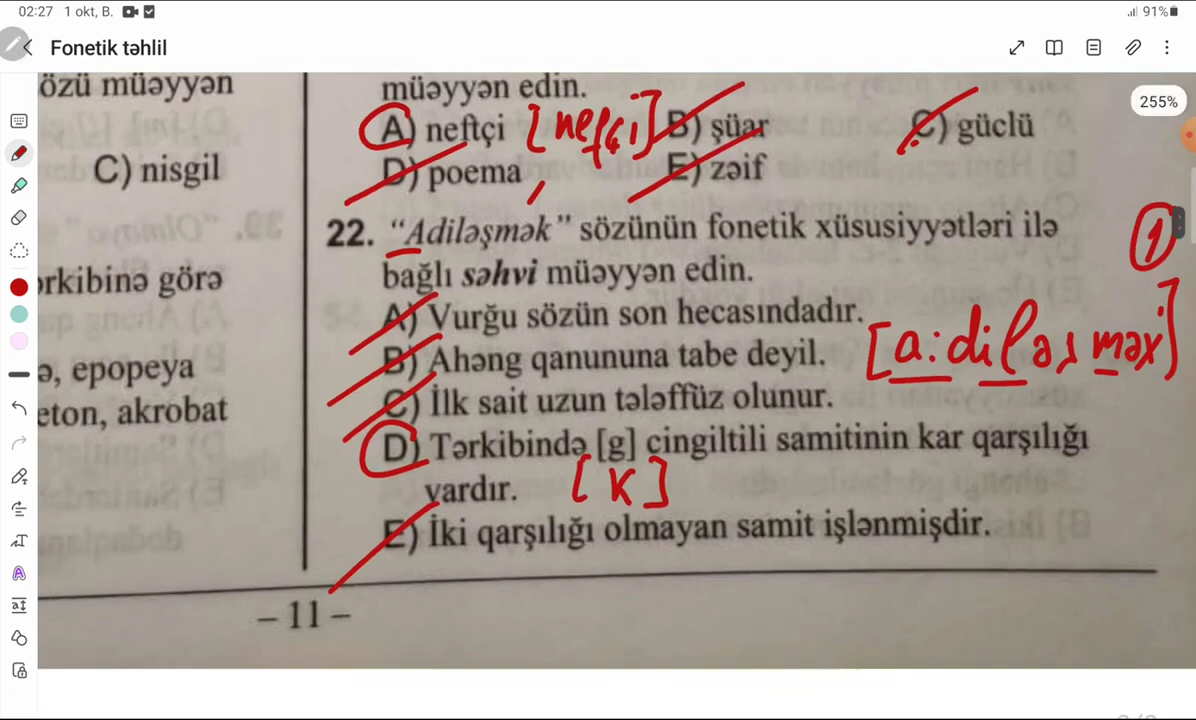 02:27 1 okt, B. 91%
Fonetik təhlil
255%
özü müəyyən
C) nisgil
ərkibinə görə
ə, epopeya
eton, akrobat
müəyyən edin.
A) neftçi [nefçi] B) şüar C) güclü
D) poema E) zəif
22. "Adiləşmək" sözünün fonetik xüsusiyyətləri ilə
bağlı səhvi müəyyən edin.
1
A) Vurğu sözün son hecasındadır.
B) Ahəng qanununa tabe deyil. [a:diləşməx']
C) İlk sait uzun tələffüz olunur.
D) Tərkibində [g] cingiltili samitinin kar qarşılığı
vardır. [K]
E) İki qarşılığı olmayan samit işlənmişdir.
– 11 –